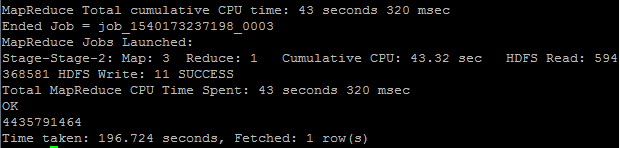 MapReduce Total cumulative CPU time: 43 seconds 320 msec
Ended Job = job_1540173237198_0003
MapReduce Jobs Launched:
Stage-Stage-2: Map: 3  Reduce: 1   Cumulative CPU: 43.32 sec   HDFS Read: 594
368581 HDFS Write: 11 SUCCESS
Total MapReduce CPU Time Spent: 43 seconds 320 msec
OK
4435791464
Time taken: 196.724 seconds, Fetched: 1 row(s)